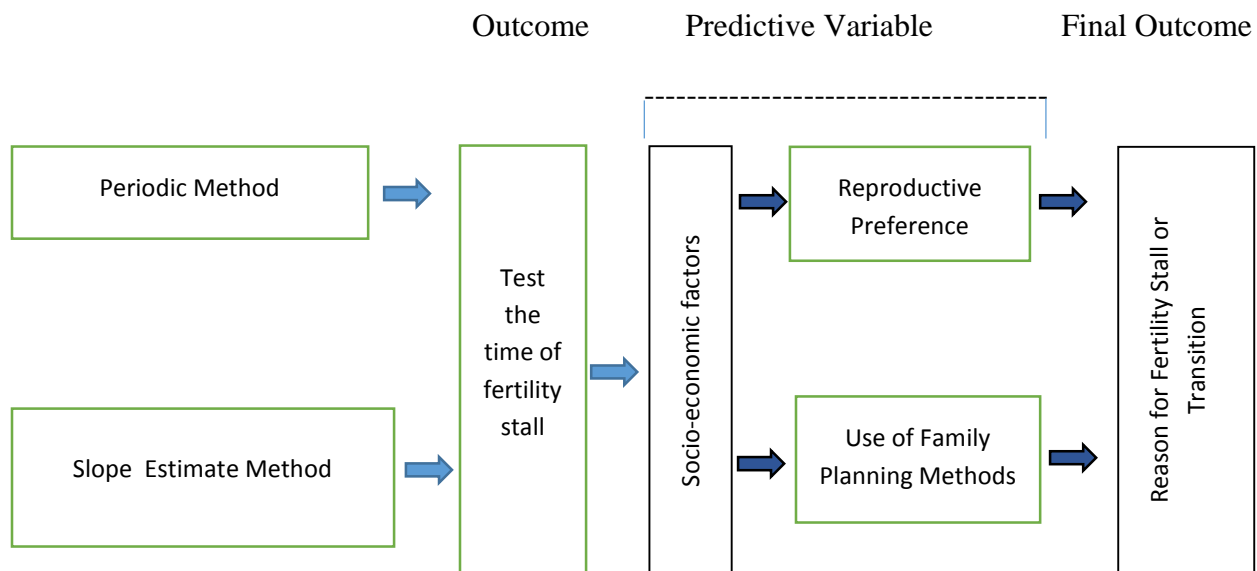 Outcome
Predictive Variable
Final Outcome
Periodic Method
Slope Estimate Method
Test
the
time of
fertility
stall
Socio-economic factors
Reproductive
Preference
Use of Family
Planning Methods
Reason for Fertility Stall or
Transition